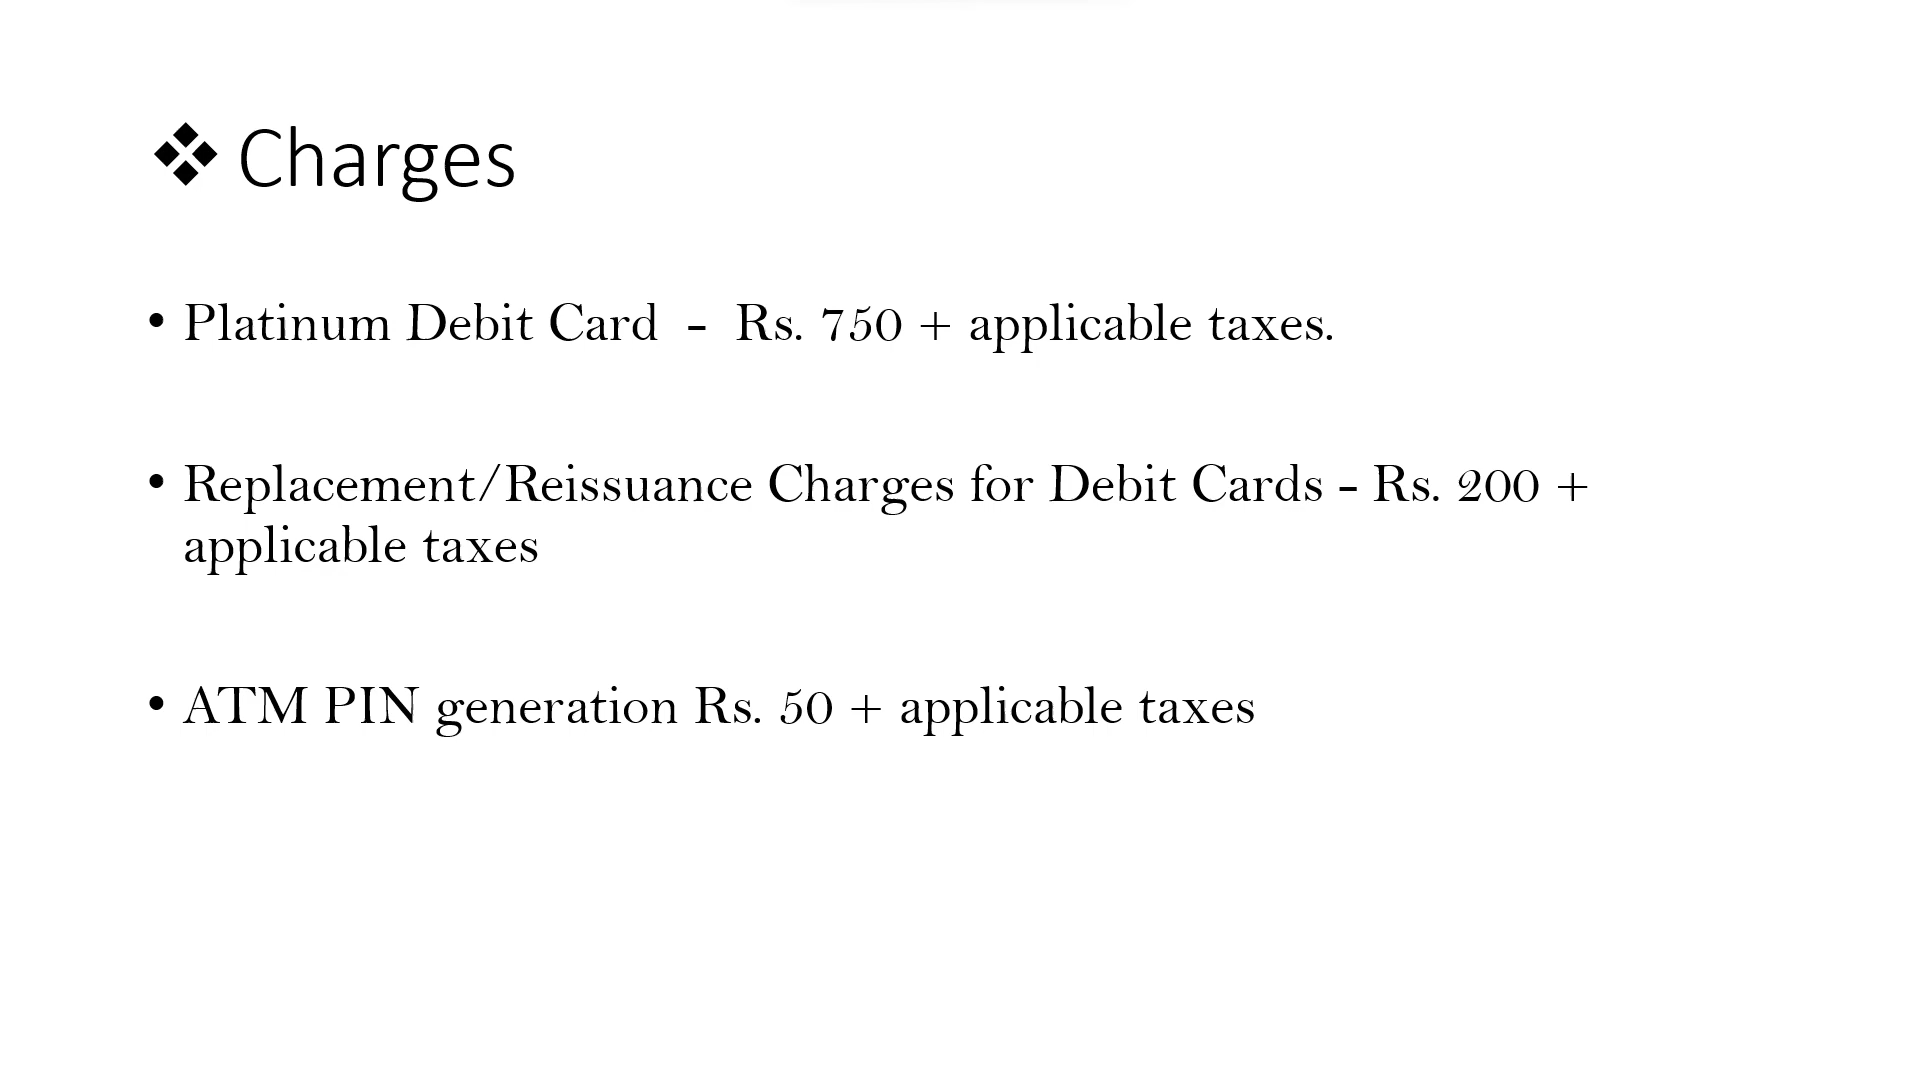 ❖ Charges
• Platinum Debit Card - Rs. 750 + applicable taxes.
• Replacement/Reissuance Charges for Debit Cards - Rs. 200 +
applicable taxes
• ATM PIN generation Rs. 50 + applicable taxes